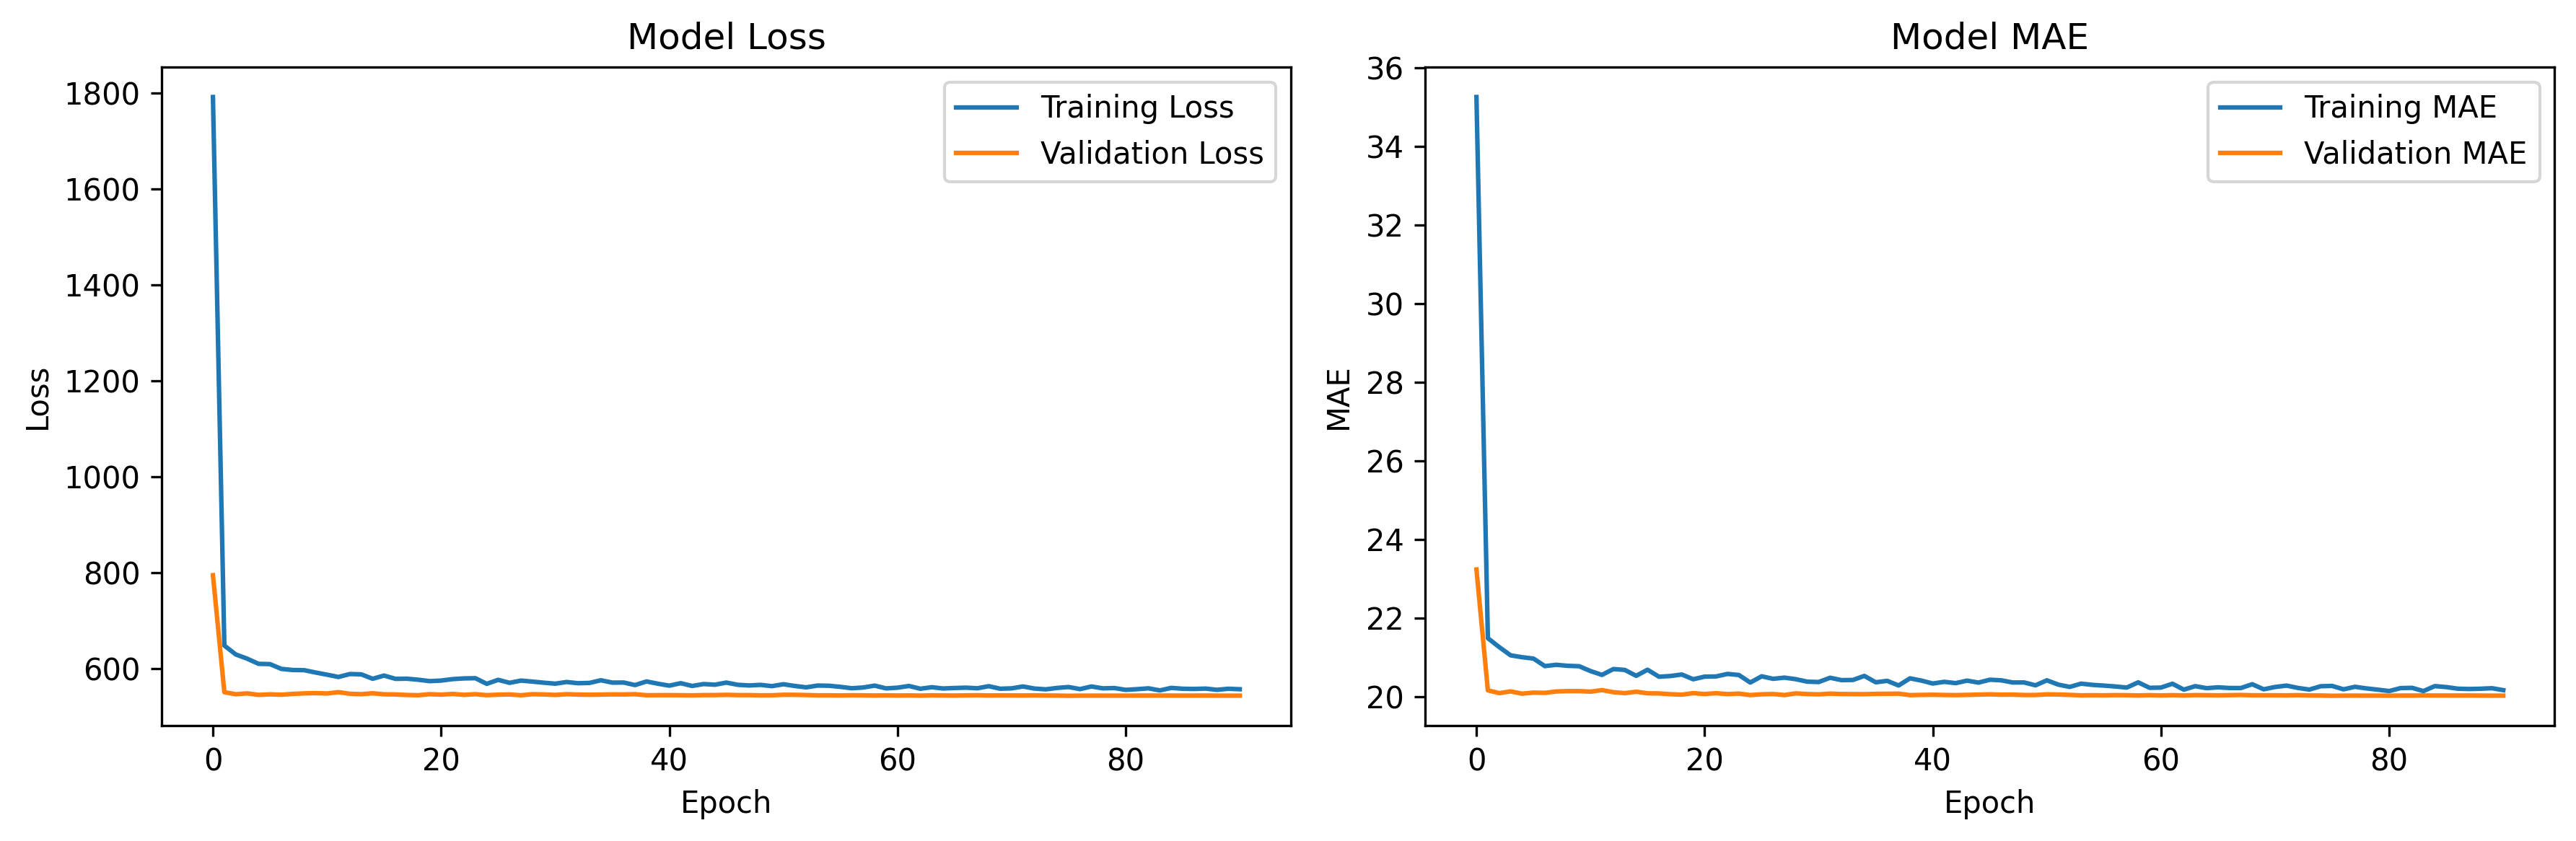 Model Loss
1800
1600
1400
1200
1000
800
600
Loss
0 20 40 60 80
Epoch
Training Loss
Validation Loss
Model MAE
36
34
32
30
28
26
24
22
20
MAE
0 20 40 60 80
Epoch
Training MAE
Validation MAE